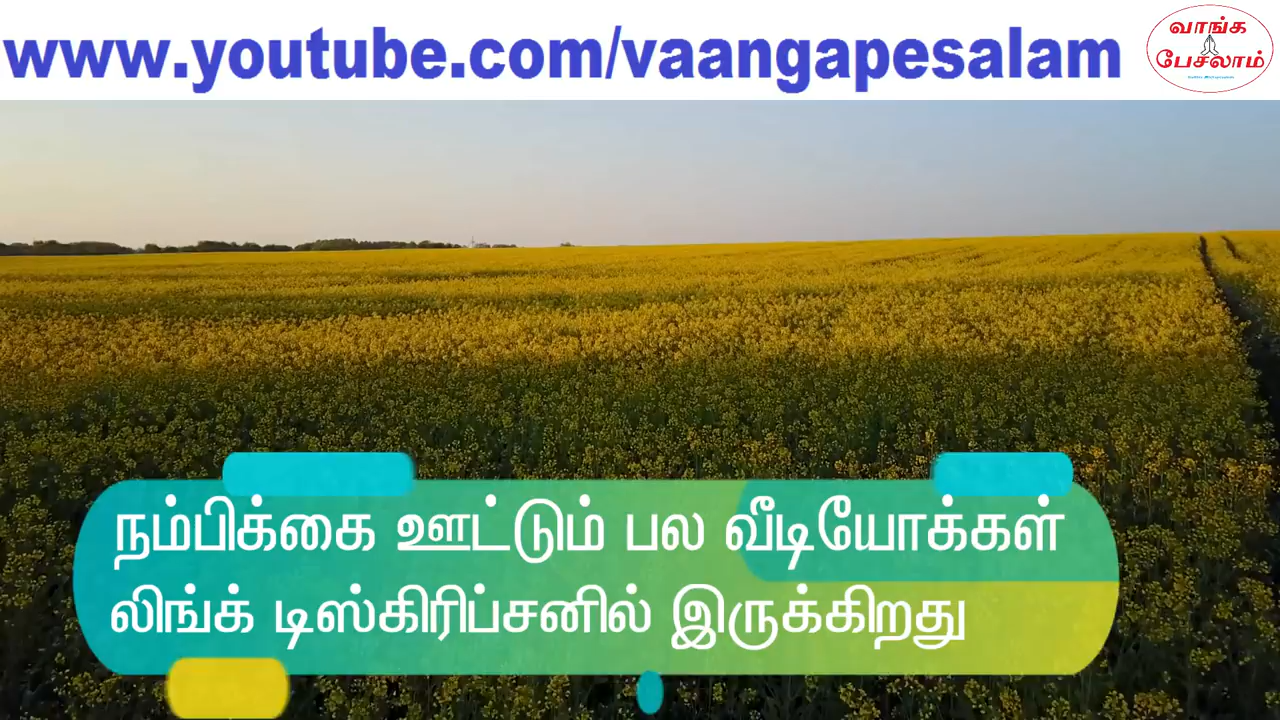 www.youtube.com/vaangapesalam
வாங்க
பேசலாம்
நம்பிக்கை ஊட்டும் பல வீடியோக்கள்
லிங்க் டிஸ்கிரிப்சனில் இருக்கிறது